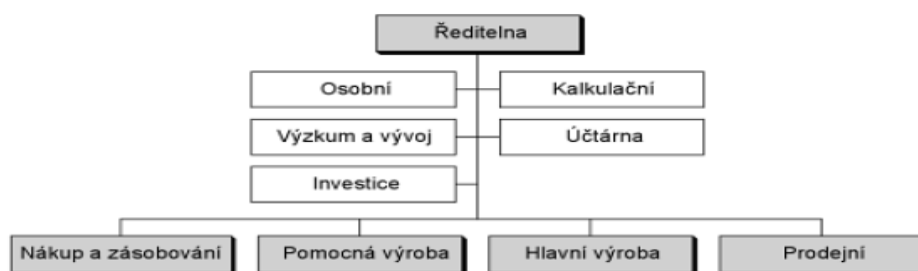 Ředitelna
Osobní
Kalkulační
Výzkum a vývoj
Účtárna
Investice
Nákup a zásobování
Pomocná výroba
Hlavní výroba
Prodejní